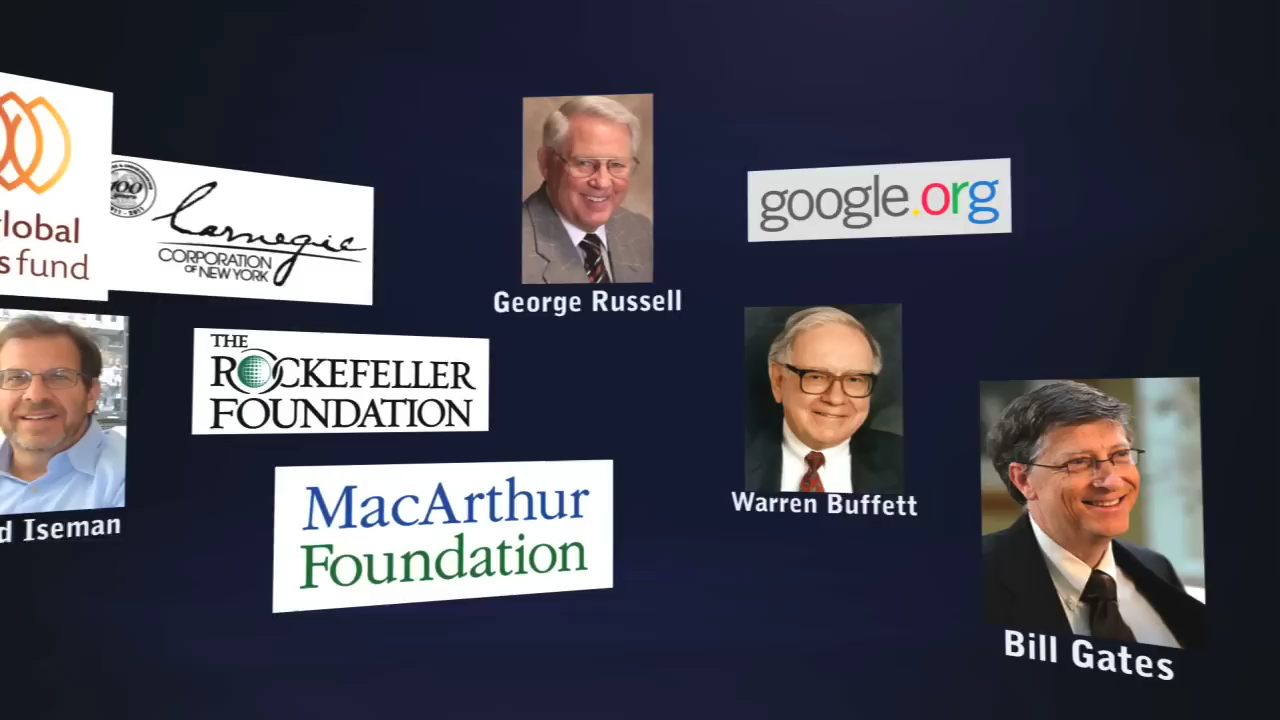 lobal
s fund
100
Carnegie
CORPORATION
OF NEW YORK
George Russell
google.org
THE
ROCKEFELLER
FOUNDATION
d Iseman
MacArthur
Foundation
Warren Buffett
Bill Gates